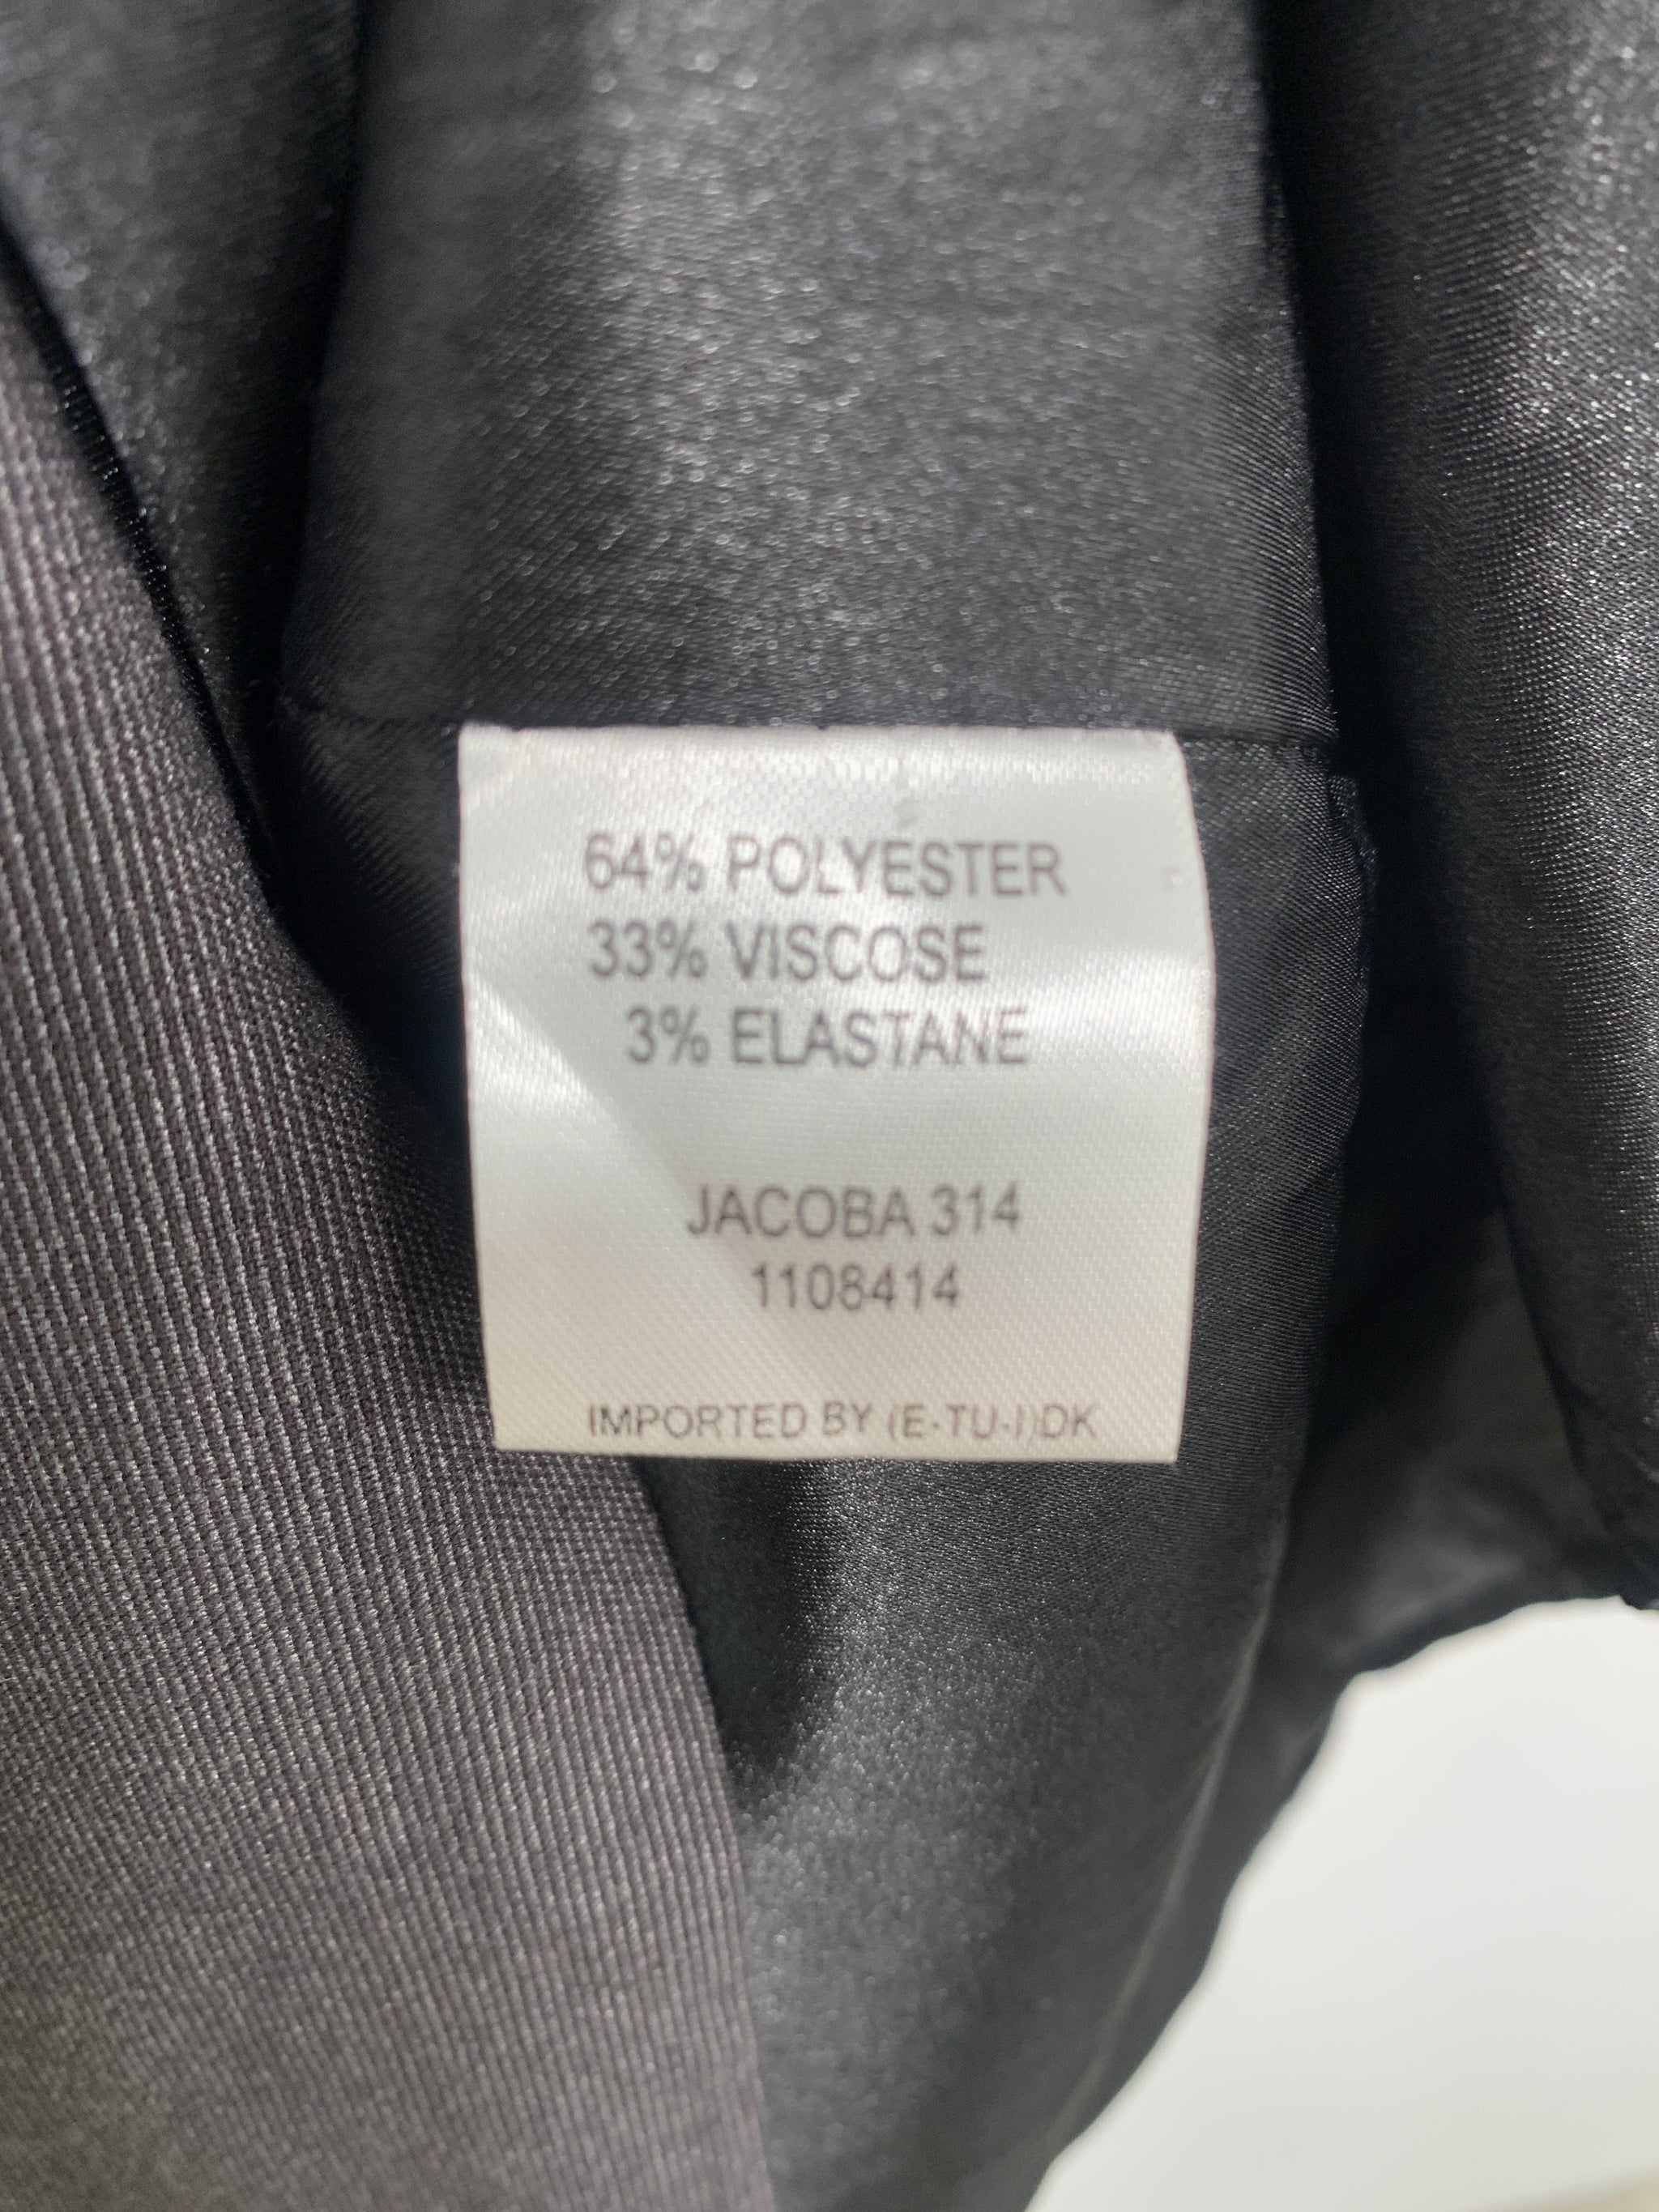 64% POLYESTER
33% VISCOSE
3% ELASTANE
JACOBA 314
1108414
IMPORTED BY (E-TU-I)DK